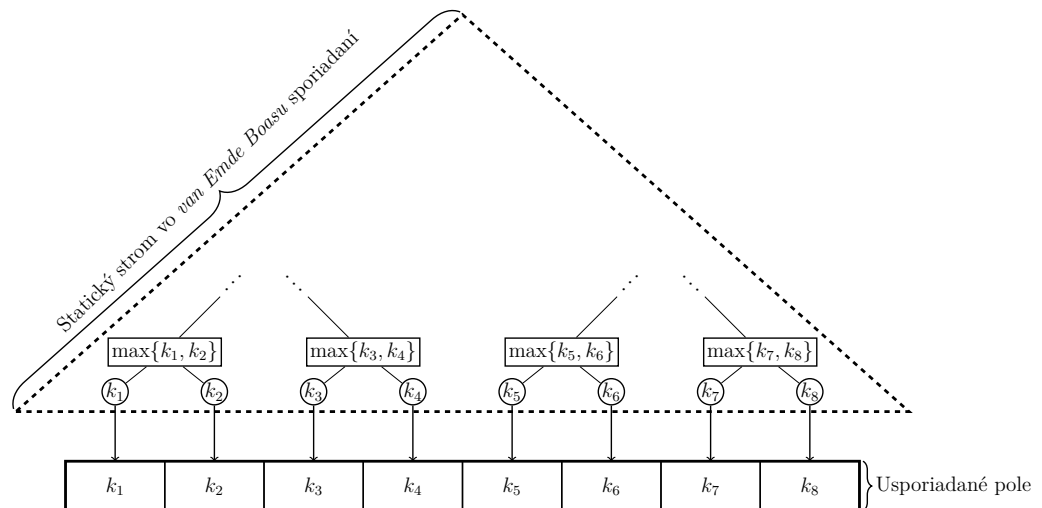 Statický strom vo van Emde Boasu sporiadaní
⋰ ⋱ ⋰ ⋱
max{k₁, k₂} max{k₃, k₄} max{k₅, k₆} max{k₇, k₈}
k₁ k₂ k₃ k₄ k₅ k₆ k₇ k₈
k₁ k₂ k₃ k₄ k₅ k₆ k₇ k₈ Usporiadané pole